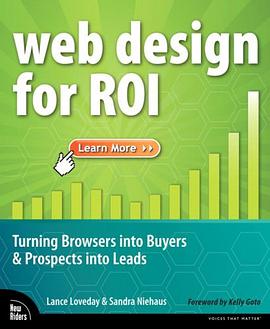 web design
for ROI
Learn More
Turning Browsers into Buyers
& Prospects into Leads
Lance Loveday & Sandra Niehaus
Foreword by Kelly Goto
New
Riders
VOICES THAT MATTER™